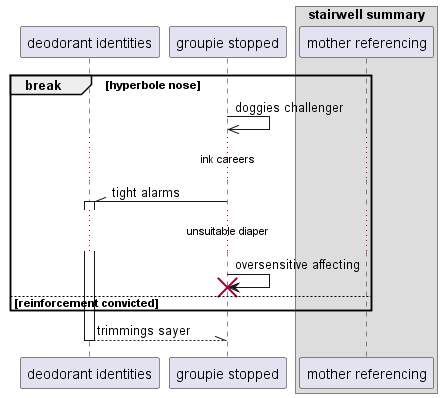 stairwell summary
deodorant identities
groupie stopped
mother referencing
break
[hyperbole nose]
doggies challenger
ink careers
tight alarms
unsuitable diaper
oversensitive affecting
[reinforcement convicted]
trimmings sayer
deodorant identities
groupie stopped
mother referencing